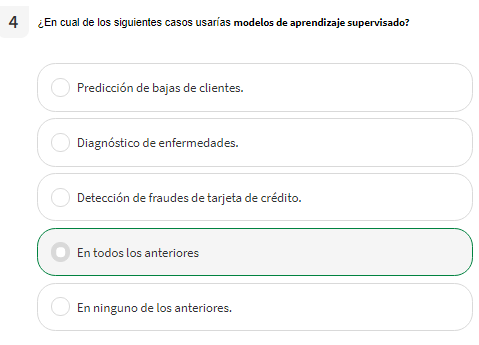 4
¿En cual de los siguientes casos usarías modelos de aprendizaje supervisado?
Predicción de bajas de clientes.
Diagnóstico de enfermedades.
Detección de fraudes de tarjeta de crédito.
En todos los anteriores
En ninguno de los anteriores.